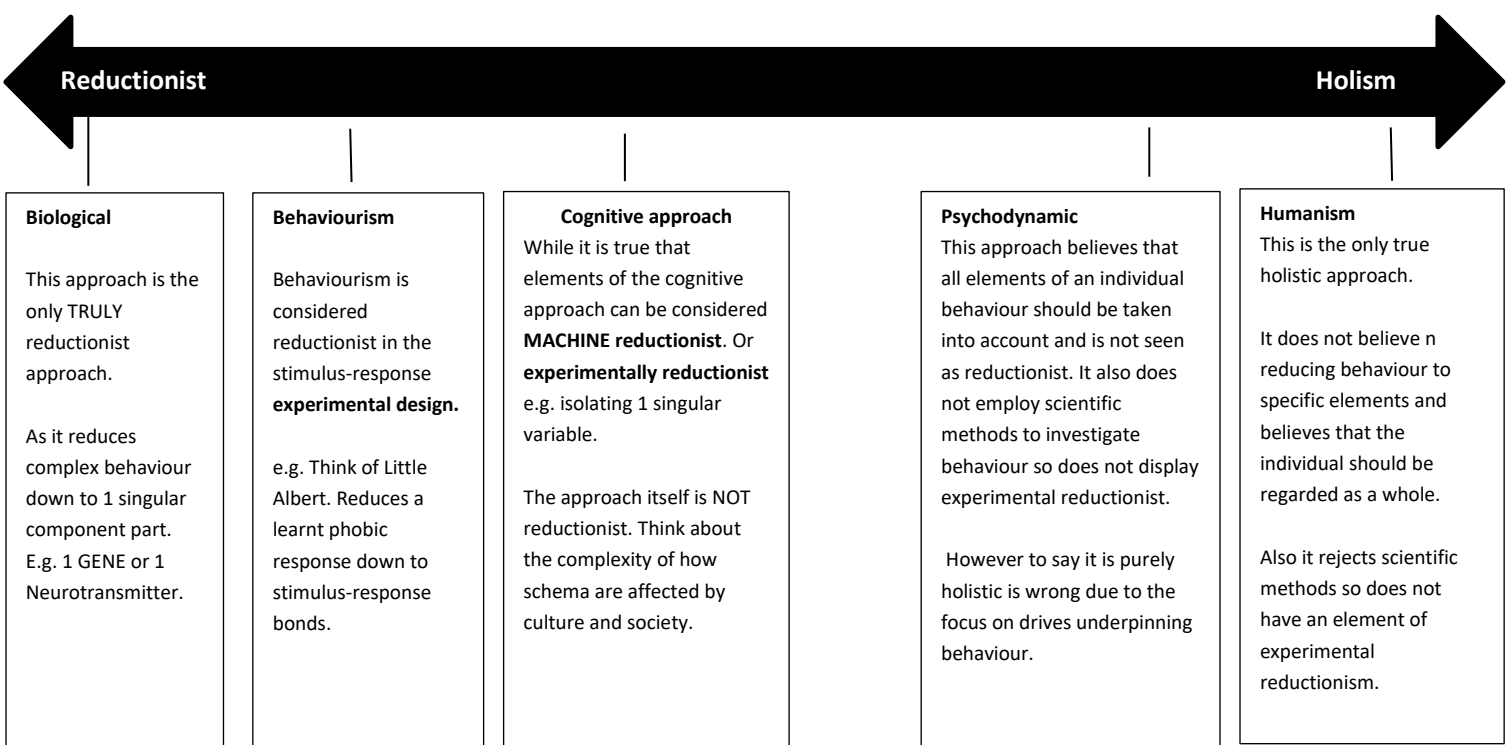 Reductionist
Holism
Biological
This approach is the
only TRULY
reductionist
approach.
As it reduces
complex behaviour
down to 1 singular
component part.
E.g. 1 GENE or 1
Neurotransmitter.
Behaviourism
Behaviourism is
considered
reductionist in the
stimulus-response
experimental design.
e.g. Think of Little
Albert. Reduces a
learnt phobic
response down to
stimulus-response
bonds.
Cognitive approach
While it is true that
elements of the cognitive
approach can be considered
MACHINE reductionist. Or
experimentally reductionist
e.g. isolating 1 singular
variable.
The approach itself is NOT
reductionist. Think about
the complexity of how
schema are affected by
culture and society.
Psychodynamic
This approach believes that
all elements of an individual
behaviour should be taken
into account and is not seen
as reductionist. It also does
not employ scientific
methods to investigate
behaviour so does not display
experimental reductionist.
However to say it is purely
holistic is wrong due to the
focus on drives underpinning
behaviour.
Humanism
This is the only true
holistic approach.
It does not believe n
reducing behaviour to
specific elements and
believes that the
individual should be
regarded as a whole.
Also it rejects scientific
methods so does not
have an element of
experimental
reductionism.